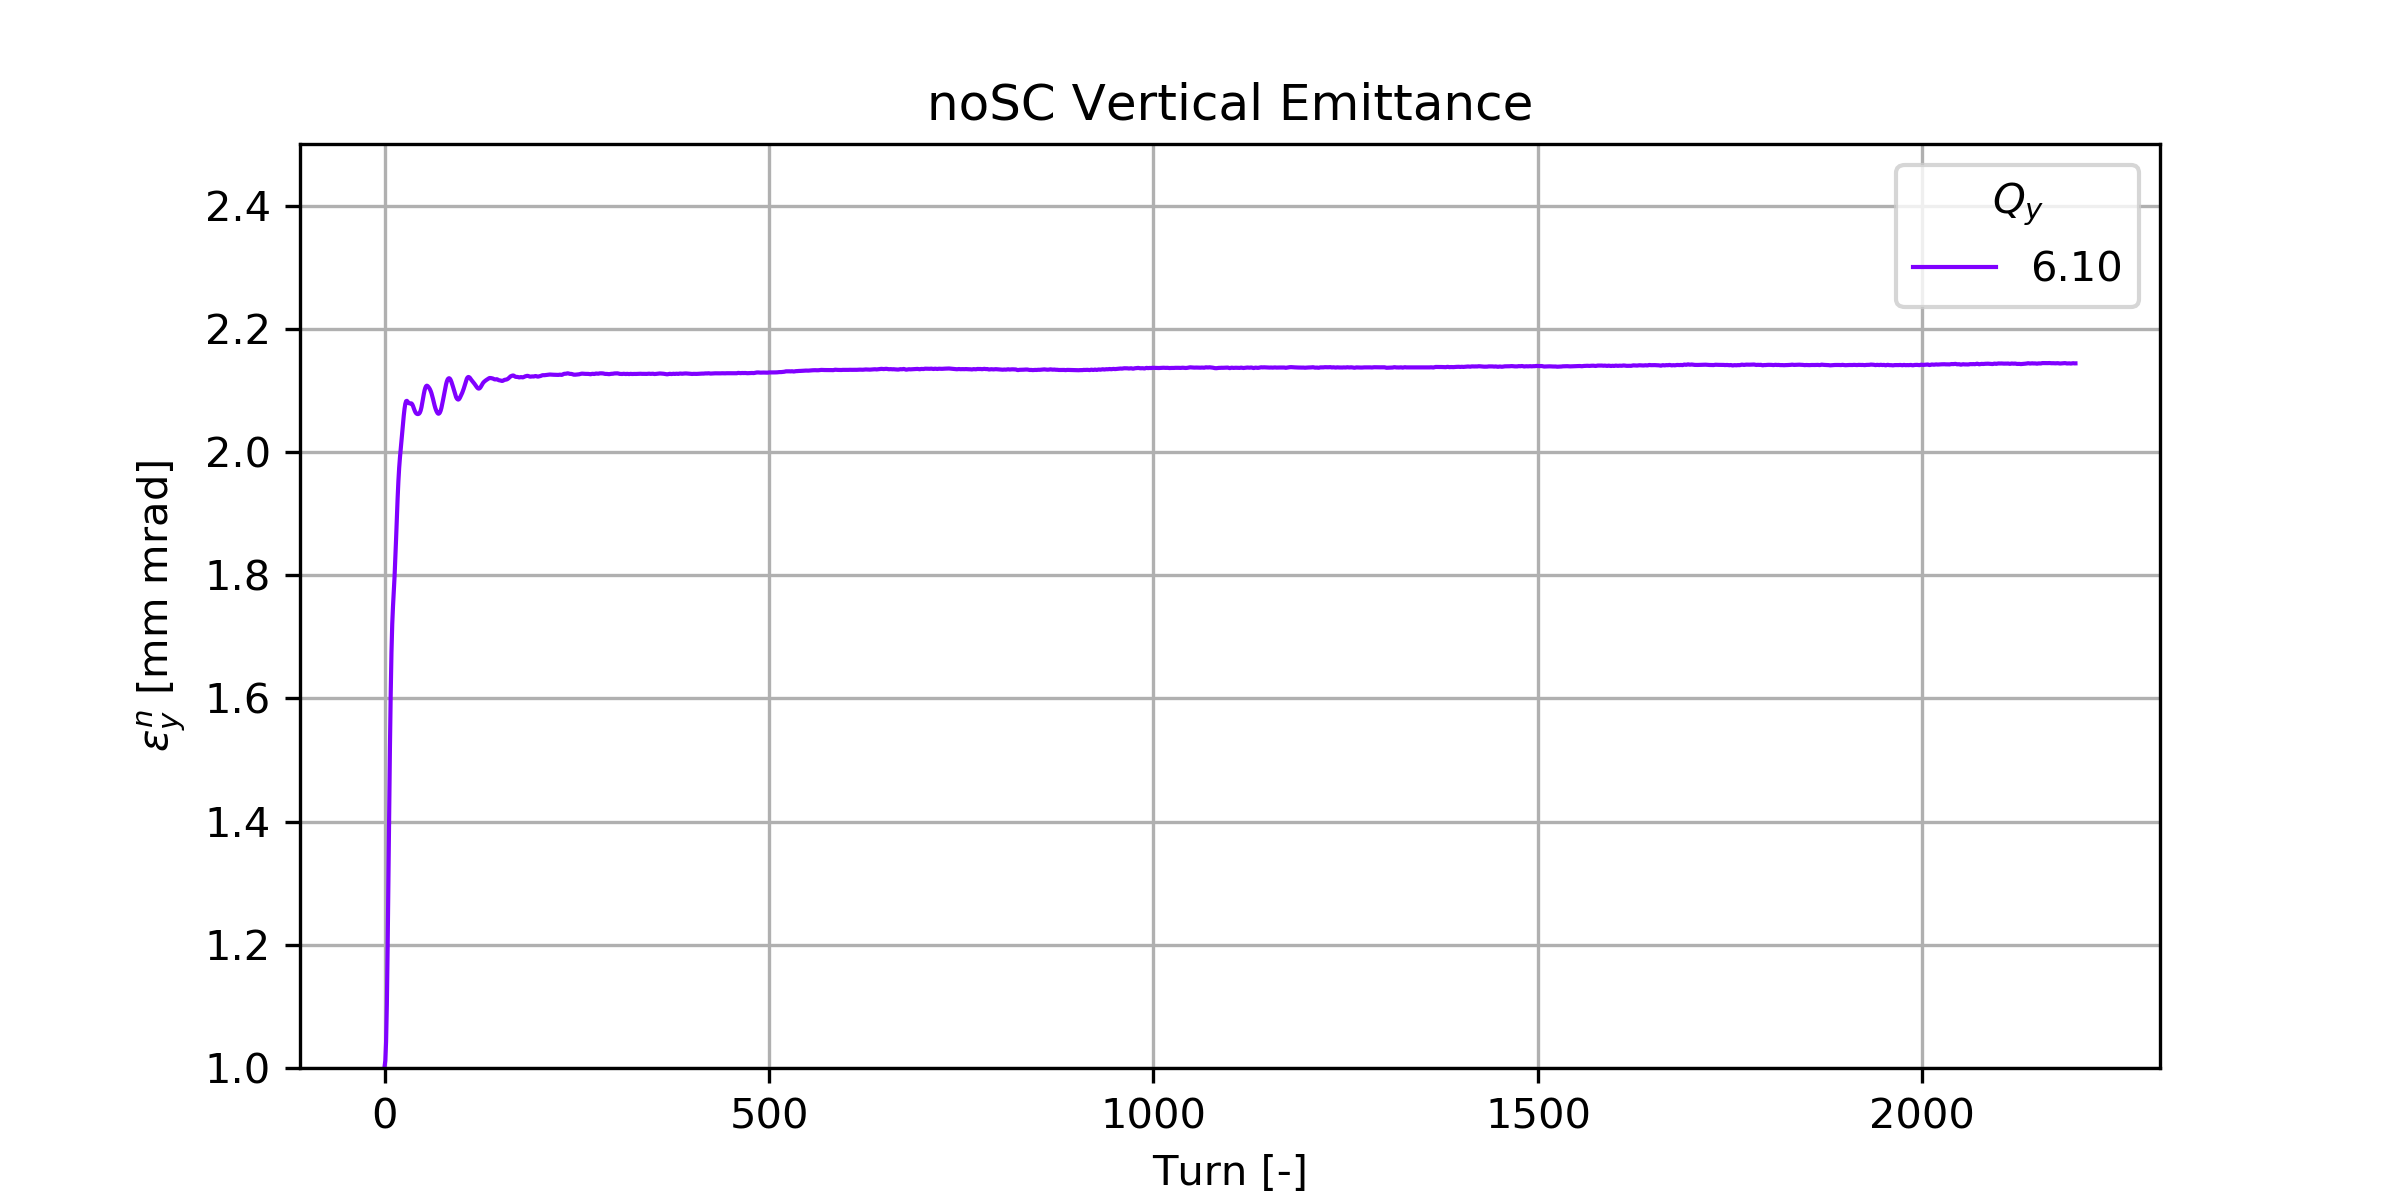 noSC Vertical Emittance
Q_y
6.10
2.4
2.2
2.0
1.8
1.6
1.4
1.2
1.0
ε_y^n [mm mrad]
0 500 1000 1500 2000
Turn [-]